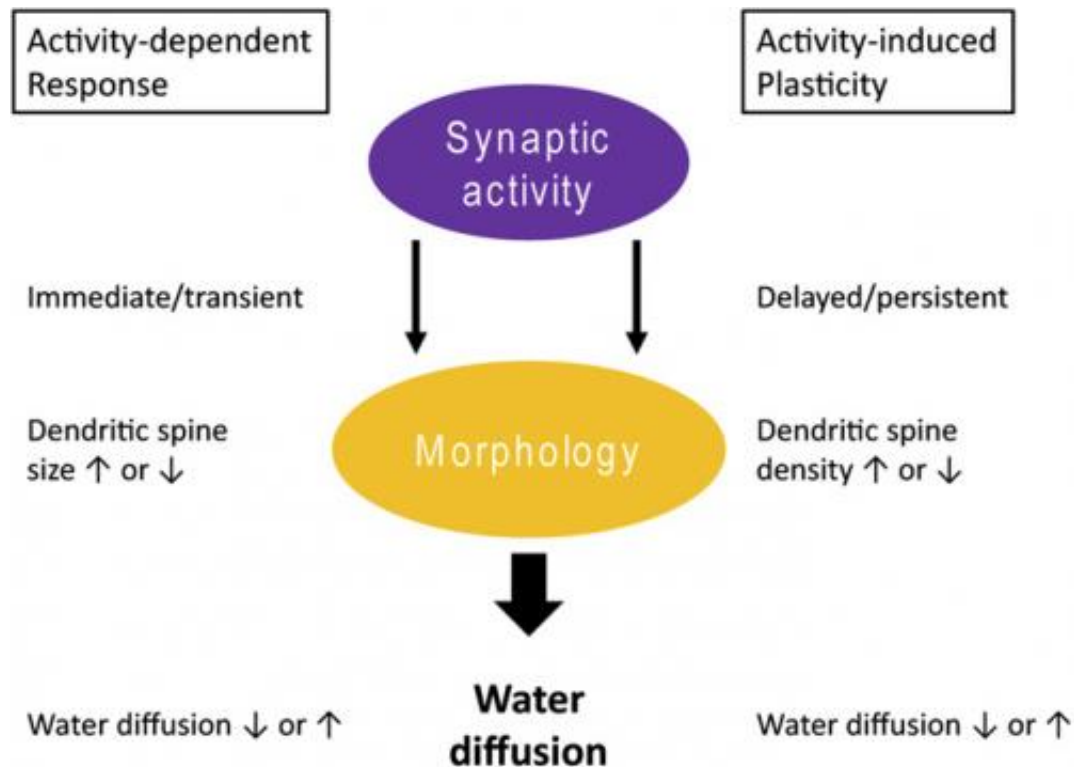 Activity-dependent
Response
Activity-induced
Plasticity
Synaptic
activity
Immediate/transient
Delayed/persistent
Dendritic spine
size ↑ or ↓
Morphology
Dendritic spine
density ↑ or ↓
Water diffusion ↓ or ↑
Water
diffusion
Water diffusion ↓ or ↑